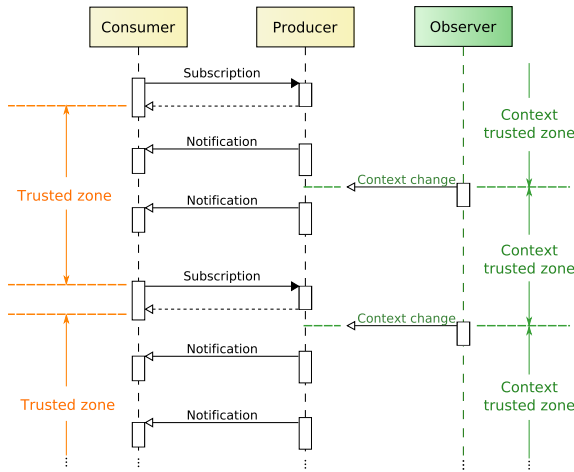 Consumer
Producer
Observer
Subscription
Context
trusted zone
Notification
Context change
Trusted zone
Notification
Context
trusted zone
Subscription
Context change
Notification
Context
trusted zone
Trusted zone
Notification